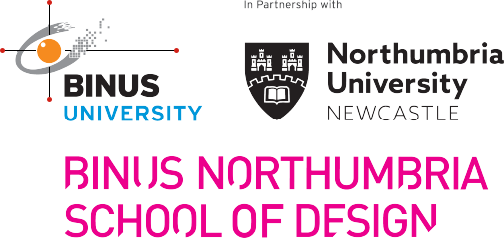 In Partnership with
BINUS
UNIVERSITY
Northumbria
University
NEWCASTLE
BINUS NORTHUMBRIA
SCHOOL OF DESIGN